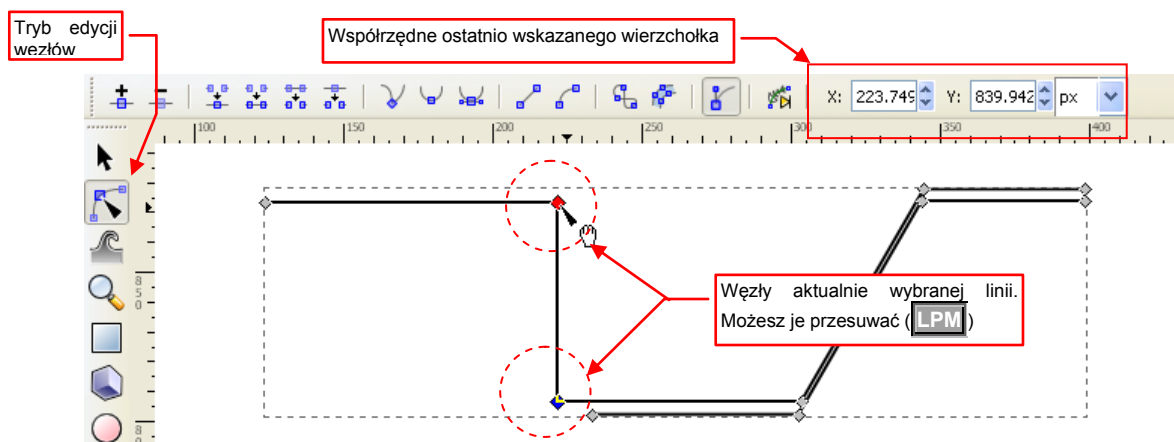 Tryb edycji
węzłów
Współrzędne ostatnio wskazanego wierzchołka
X: 223.749 Y: 839.942 px
100 150 200 250 300 350 400
Węzły aktualnie wybranej linii.
Możesz je przesuwać (LPM)
850